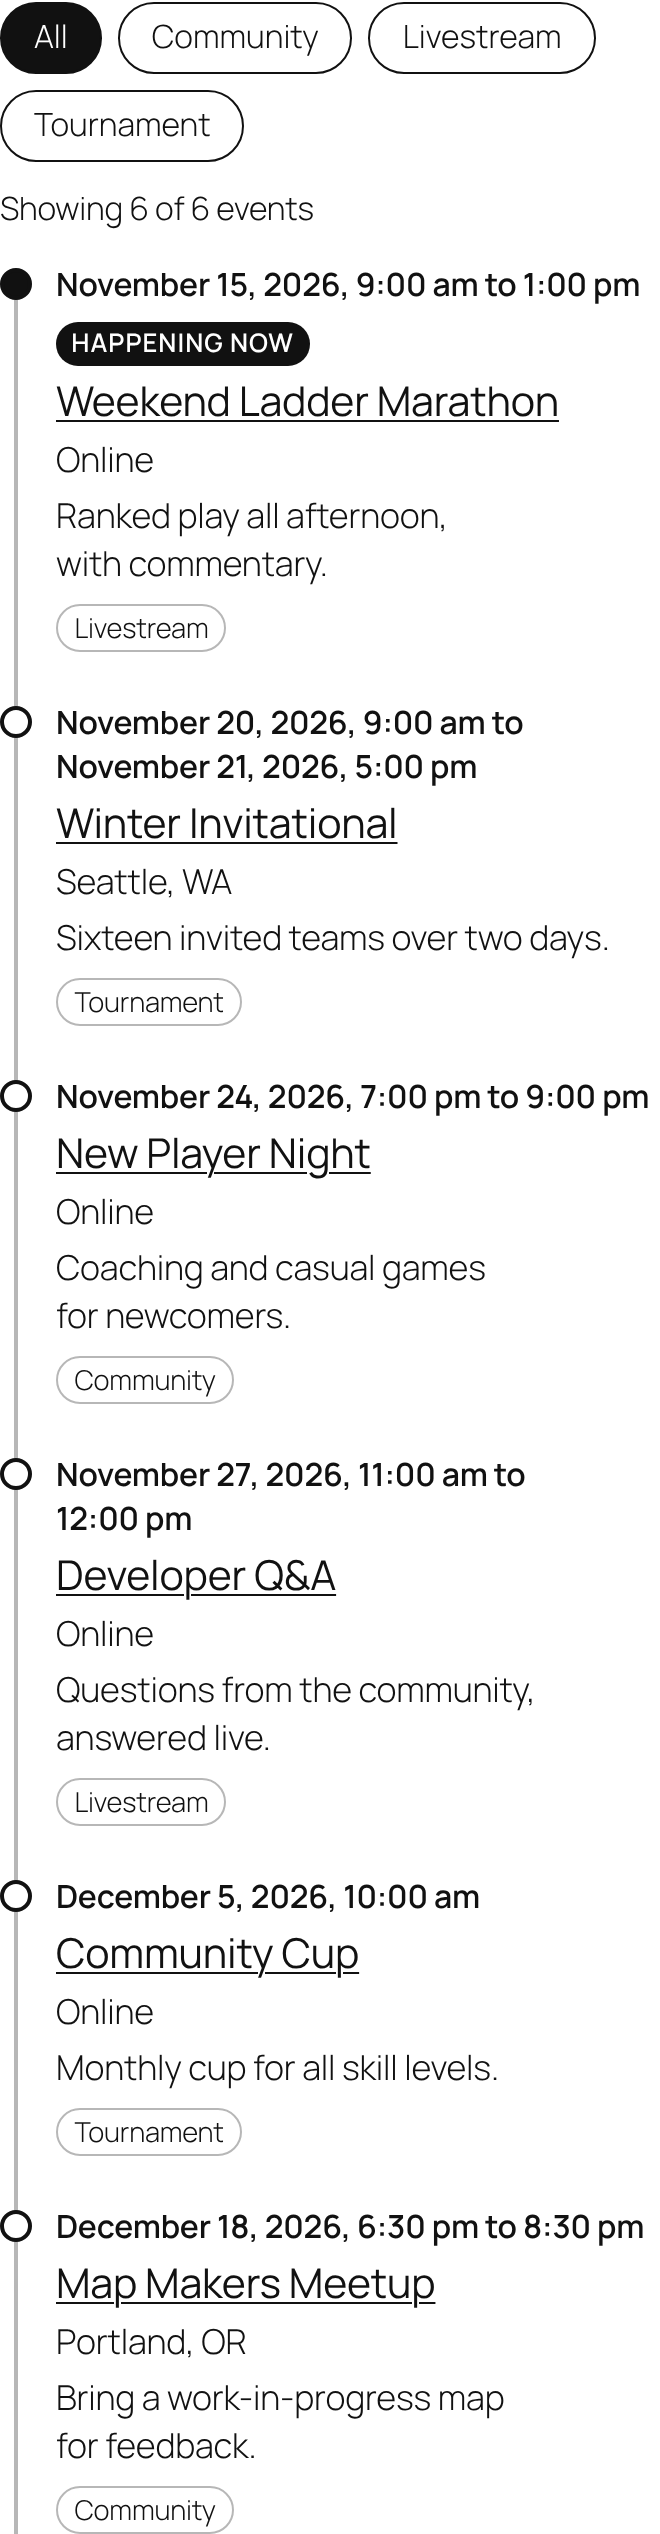 All
Community
Livestream
Tournament
Showing 6 of 6 events
November 15, 2026, 9:00 am to 1:00 pm
HAPPENING NOW
Weekend Ladder Marathon
Online
Ranked play all afternoon,
with commentary.
Livestream
November 20, 2026, 9:00 am to
November 21, 2026, 5:00 pm
Winter Invitational
Seattle, WA
Sixteen invited teams over two days.
Tournament
November 24, 2026, 7:00 pm to 9:00 pm
New Player Night
Online
Coaching and casual games
for newcomers.
Community
November 27, 2026, 11:00 am to
12:00 pm
Developer Q&A
Online
Questions from the community,
answered live.
Livestream
December 5, 2026, 10:00 am
Community Cup
Online
Monthly cup for all skill levels.
Tournament
December 18, 2026, 6:30 pm to 8:30 pm
Map Makers Meetup
Portland, OR
Bring a work-in-progress map
for feedback.
Community